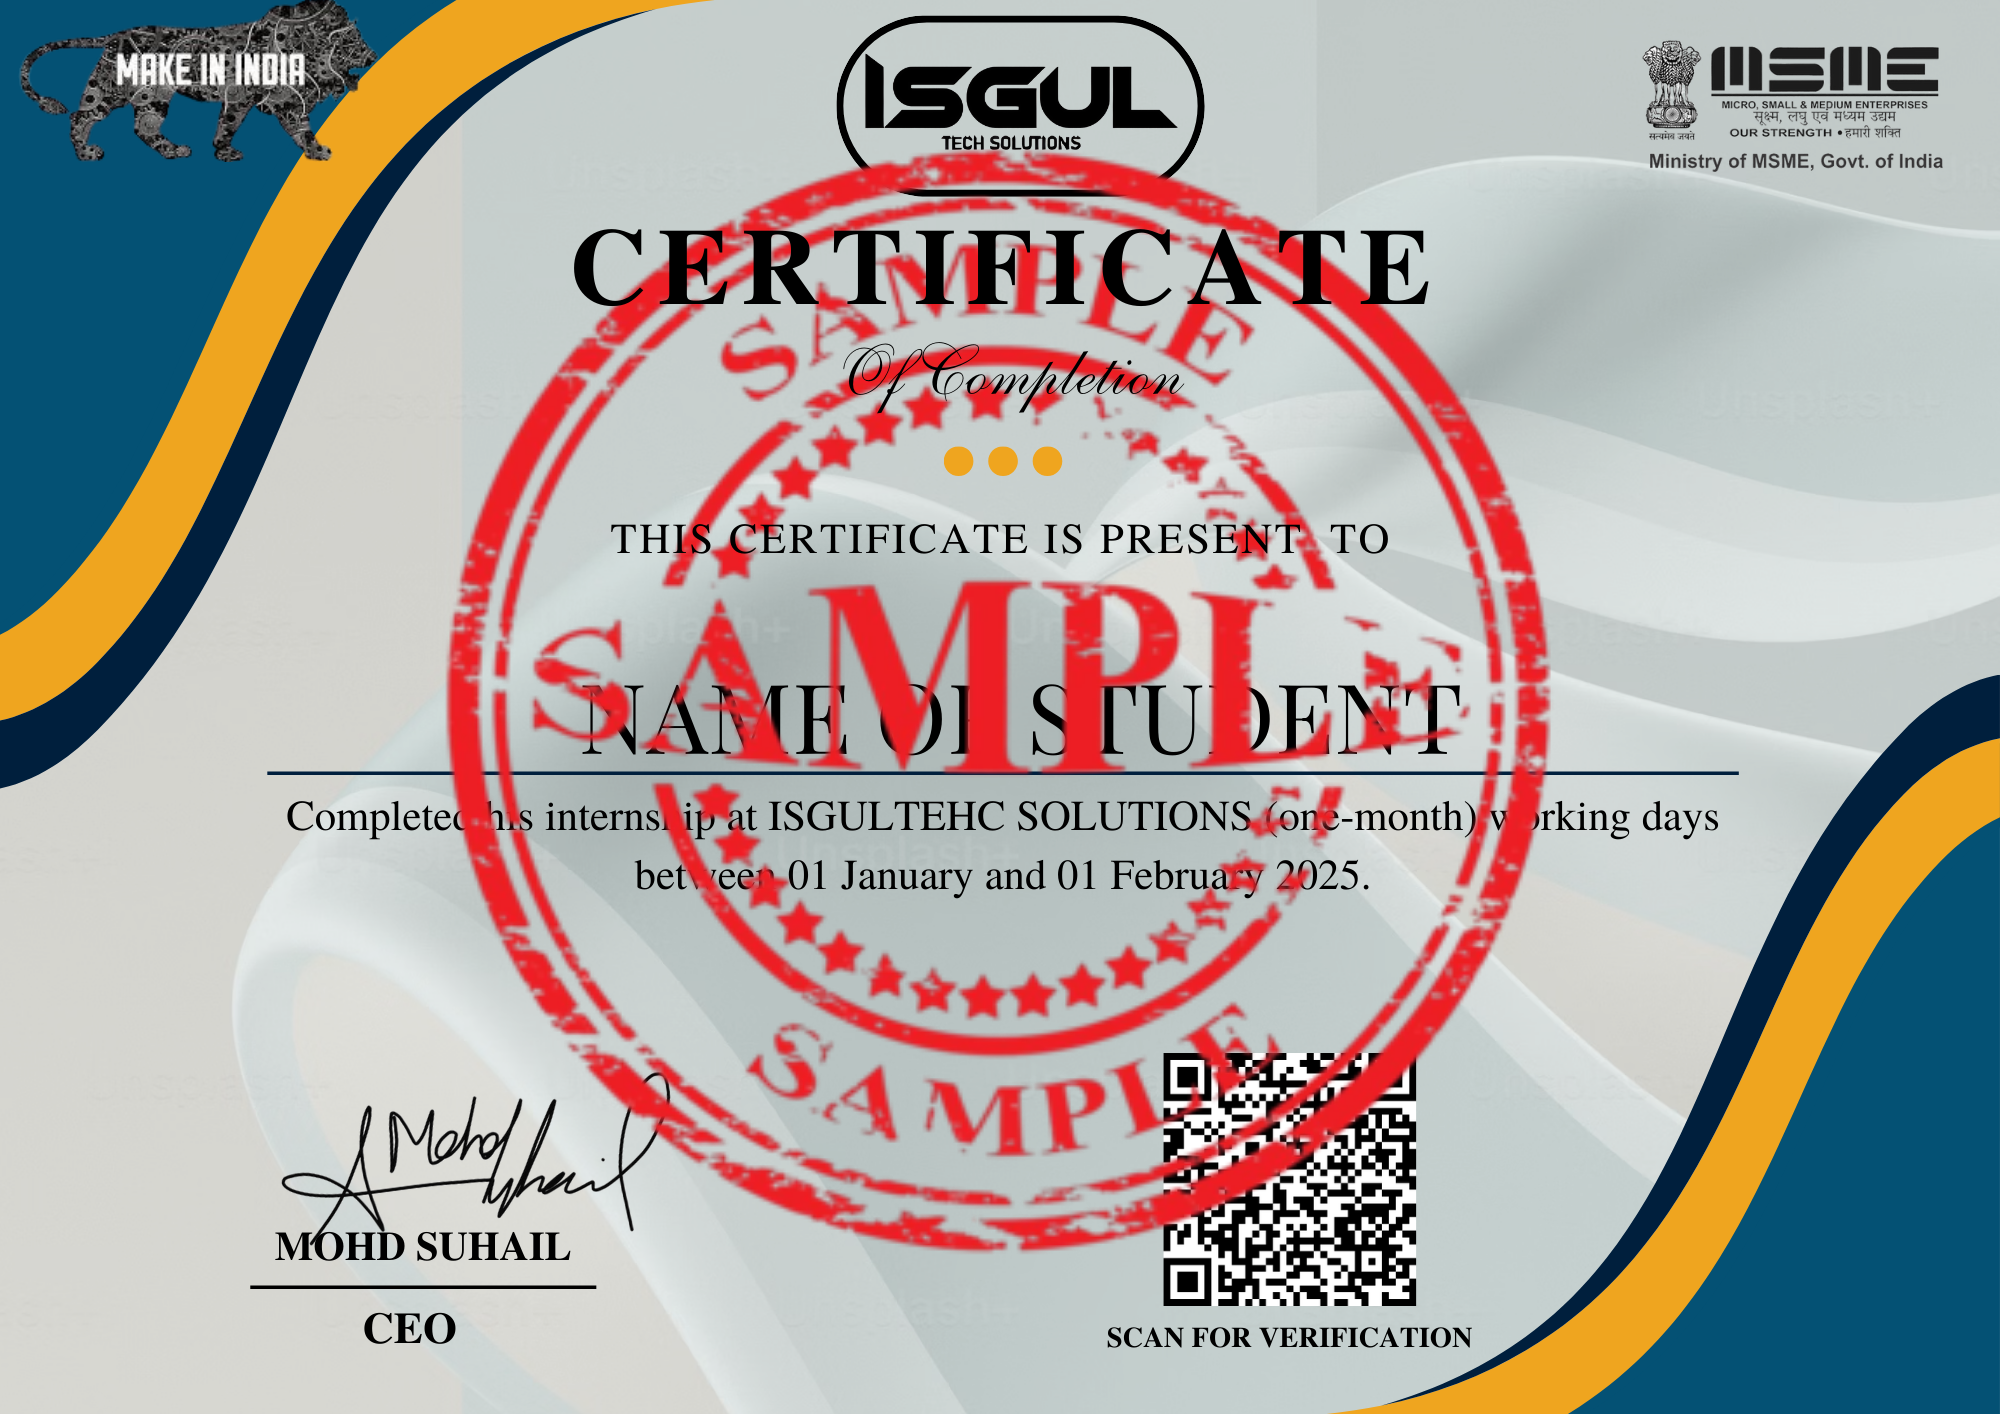 MAKE IN INDIA
ISGUL
TECH SOLUTIONS
MSME
MICRO, SMALL & MEDIUM ENTERPRISES
सूक्ष्म, लघु एवं मध्यम उद्यम
OUR STRENGTH • हमारी शक्ति
सत्यमेव जयते
Ministry of MSME, Govt. of India
CERTIFICATE
SAMPLE
Of Completion
THIS CERTIFICATE IS PRESENT TO
SAMPLE
NAME OF STUDENT
Completed his internship at ISGULTEHC SOLUTIONS (one-month) working days
between 01 January and 01 February 2025.
SAMPLE
Mohd Suhail
MOHD SUHAIL
CEO
SCAN FOR VERIFICATION
Unsplash+